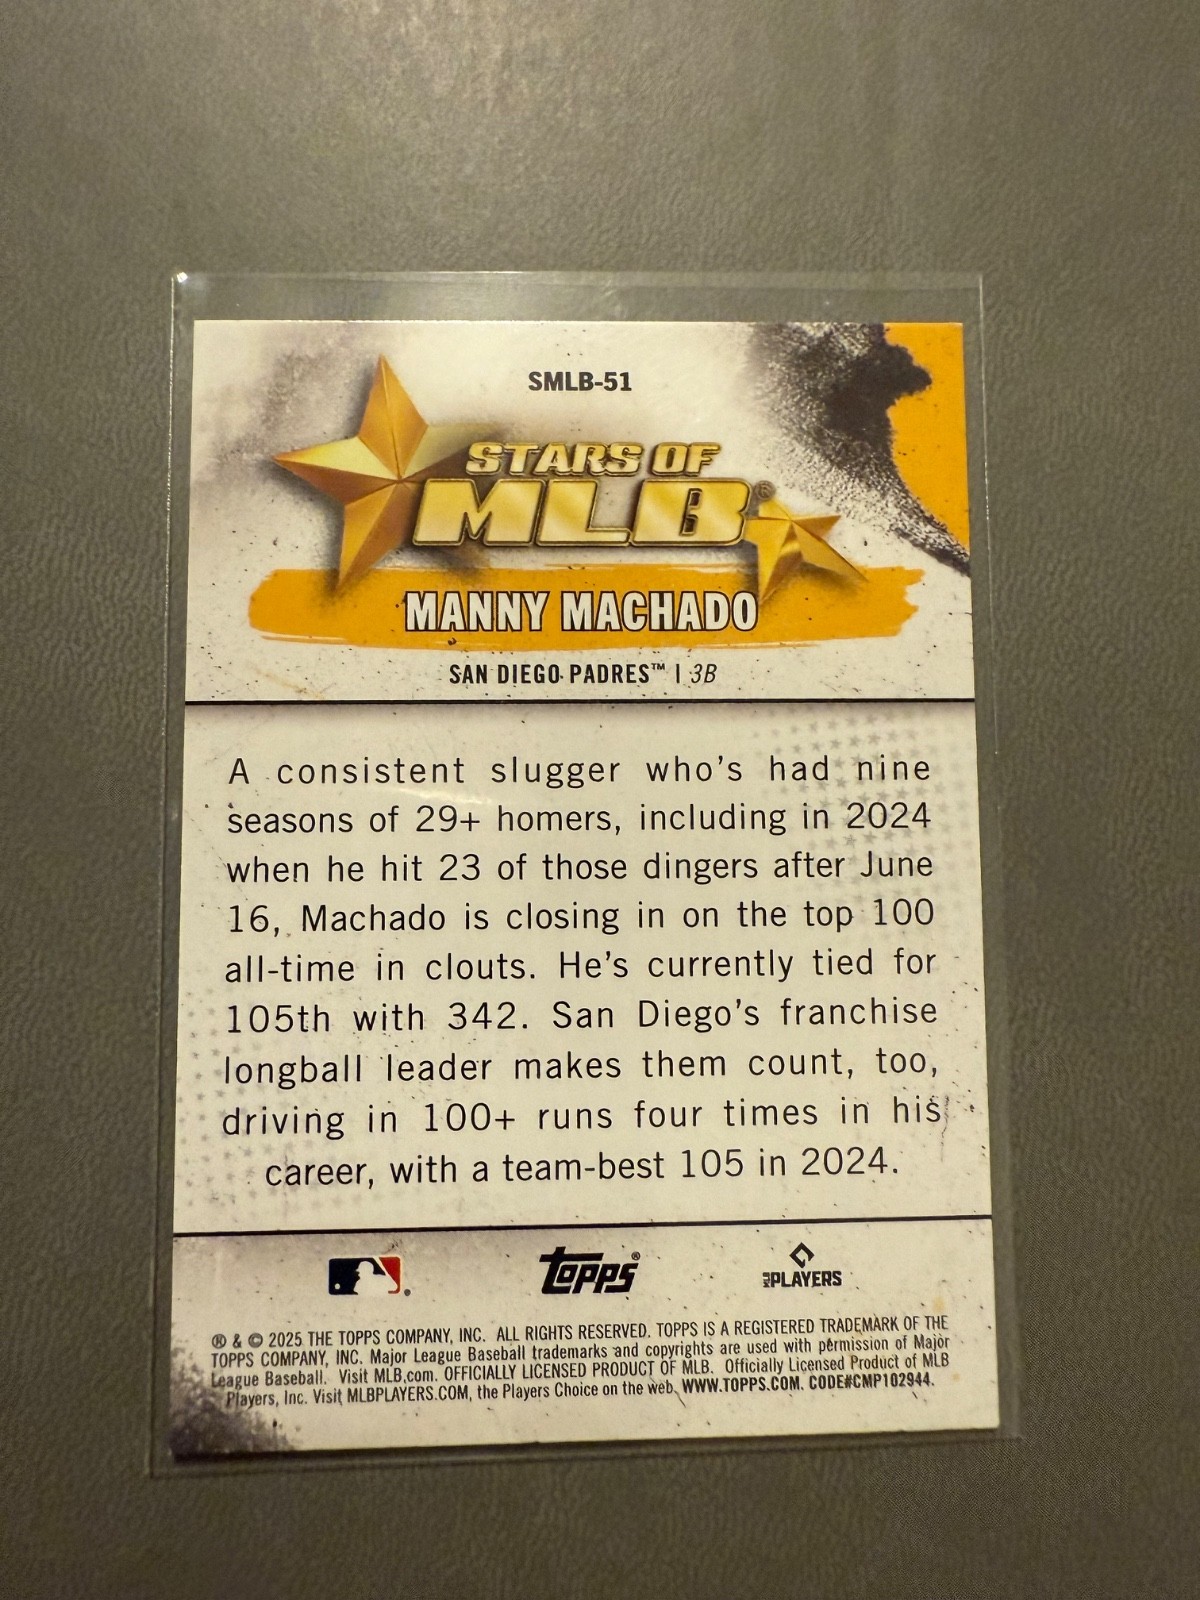 SMLB-51
STARS OF
MLB®
MANNY MACHADO
SAN DIEGO PADRES™ | 3B
A consistent slugger who's had nine
seasons of 29+ homers, including in 2024
when he hit 23 of those dingers after June
16, Machado is closing in on the top 100
all-time in clouts. He's currently tied for
105th with 342. San Diego's franchise
longball leader makes them count, too,
driving in 100+ runs four times in his
career, with a team-best 105 in 2024.
topps® PLAYERS
® & © 2025 THE TOPPS COMPANY, INC. ALL RIGHTS RESERVED. TOPPS IS A REGISTERED TRADEMARK OF THE
TOPPS COMPANY, INC. Major League Baseball trademarks and copyrights are used with permission of Major
League Baseball. Visit MLB.com. OFFICIALLY LICENSED PRODUCT OF MLB. Officially Licensed Product of MLB
Players, Inc. Visit MLBPLAYERS.COM, the Players Choice on the web. WWW.TOPPS.COM. CODE#CMP102944.